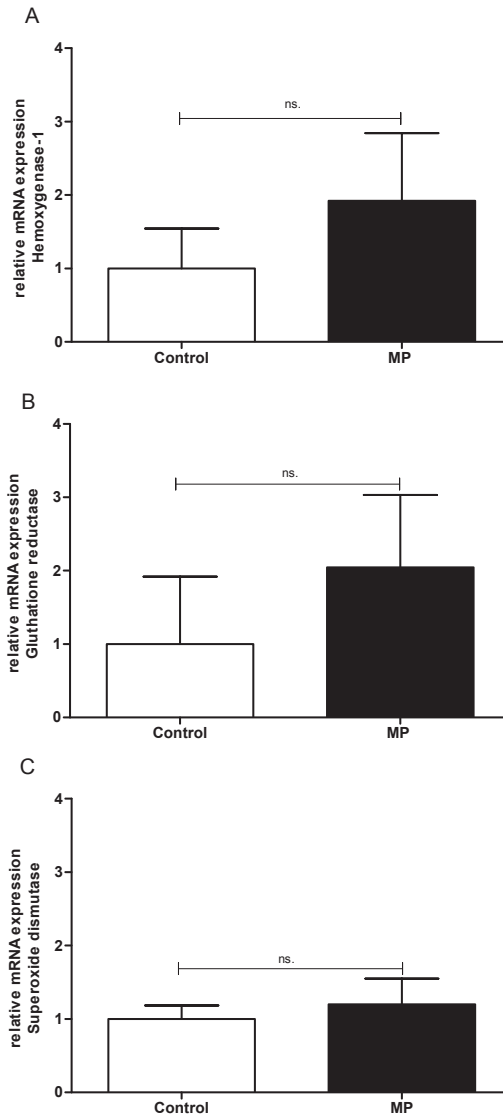 A
relative mRNA expression
Hemoxygenase-1
4
3
2
1
0
ns.
Control
MP
B
relative mRNA expression
Gluthatione reductase
4
3
2
1
0
ns.
Control
MP
C
relative mRNA expression
Superoxide dismutase
4
3
2
1
0
ns.
Control
MP